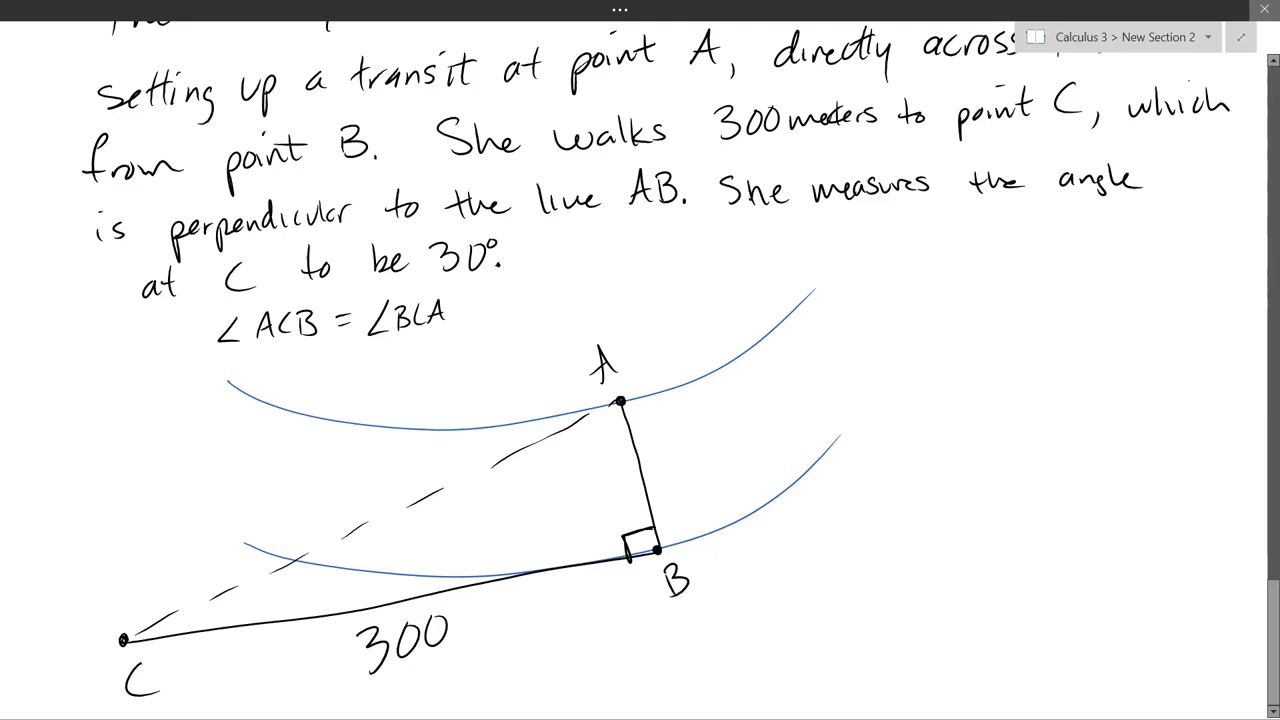 Calculus 3 > New Section 2
setting up a transit at point A, directly across
from point B. She walks 300 meters to point C, which
is perpendicular to the line AB. She measures the angle
at C to be 30°.
∠ACB = ∠BCA
A
B
300
C